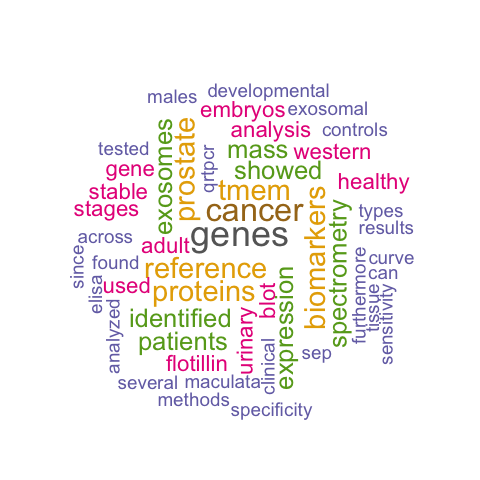 developmental
males
embryos
exosomal
analysis
controls
exosomes
prostate
qrtpcr
tested
mass
western
gene
showed
healthy
stable
tmem
stages
cancer
biomarkers
spectrometry
types
genes
results
across
adult
since
found
reference
furthermore
curve
can
tissue
sensitivity
elisa
used
proteins
blot
expression
analyzed
identified
urinary
patients
sep
flotillin
clinical
several
maculata
methods
specificity